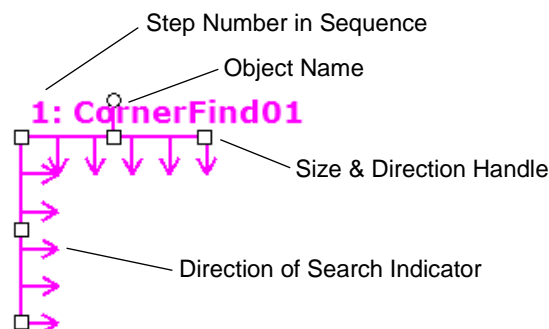 Step Number in Sequence
Object Name
1: CornerFind01
Size & Direction Handle
Direction of Search Indicator